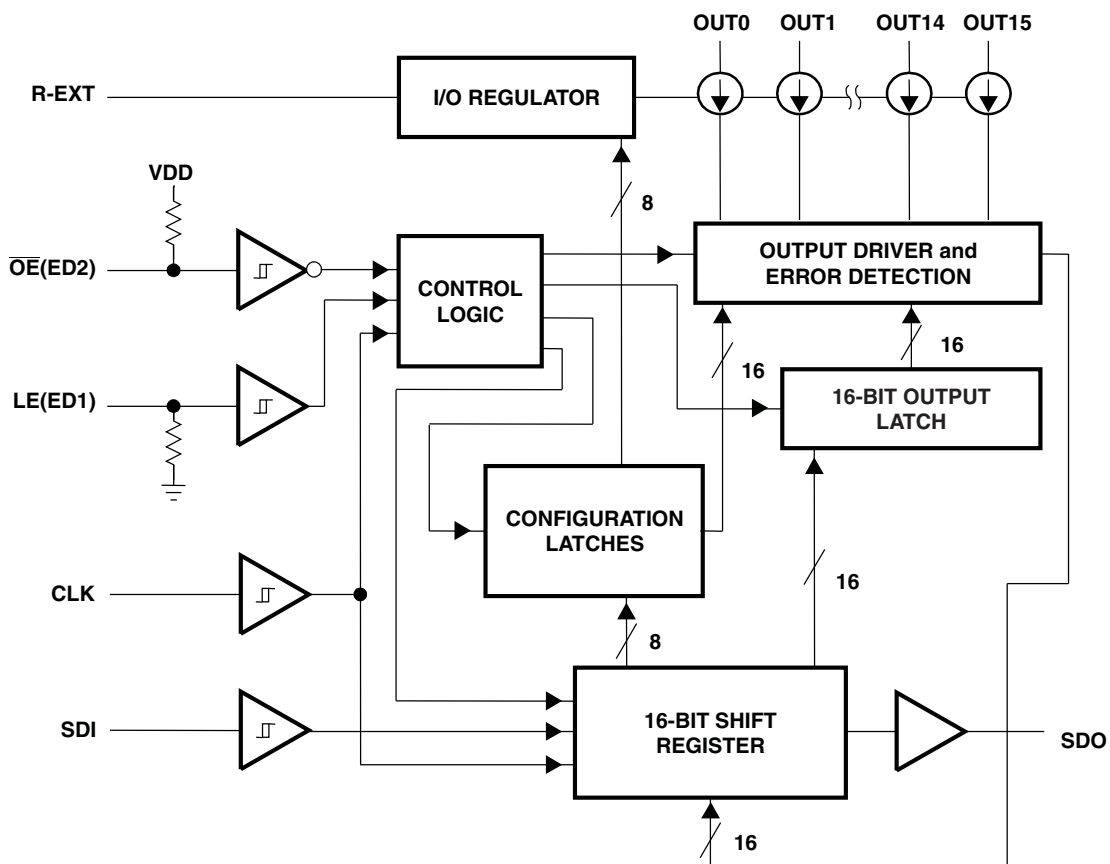 OUT0 OUT1 OUT14 OUT15
R-EXT
I/O REGULATOR
VDD
8
OE(ED2)
CONTROL
LOGIC
OUTPUT DRIVER and
ERROR DETECTION
16
16
LE(ED1)
16-BIT OUTPUT
LATCH
CONFIGURATION
LATCHES
CLK
16
8
SDI
16-BIT SHIFT
REGISTER
SDO
16